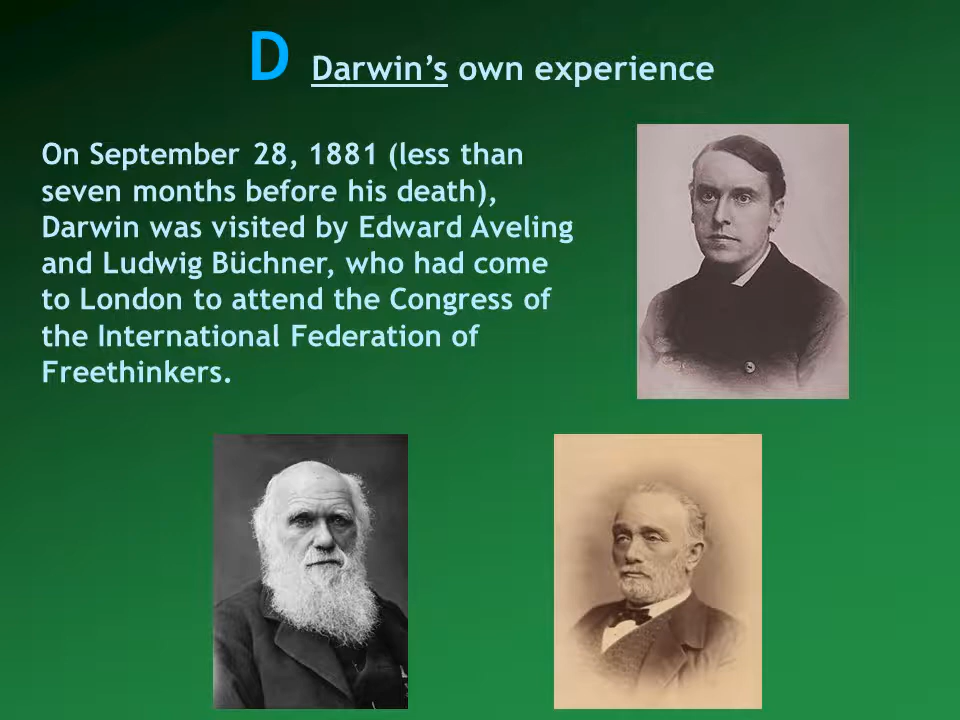 D Darwin’s own experience
On September 28, 1881 (less than
seven months before his death),
Darwin was visited by Edward Aveling
and Ludwig Büchner, who had come
to London to attend the Congress of
the International Federation of
Freethinkers.